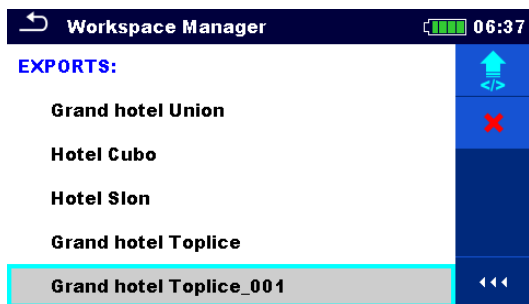 Workspace Manager
06:37
EXPORTS:
</>
Grand hotel Union
Hotel Cubo
Hotel Slon
Grand hotel Toplice
Grand hotel Toplice_001